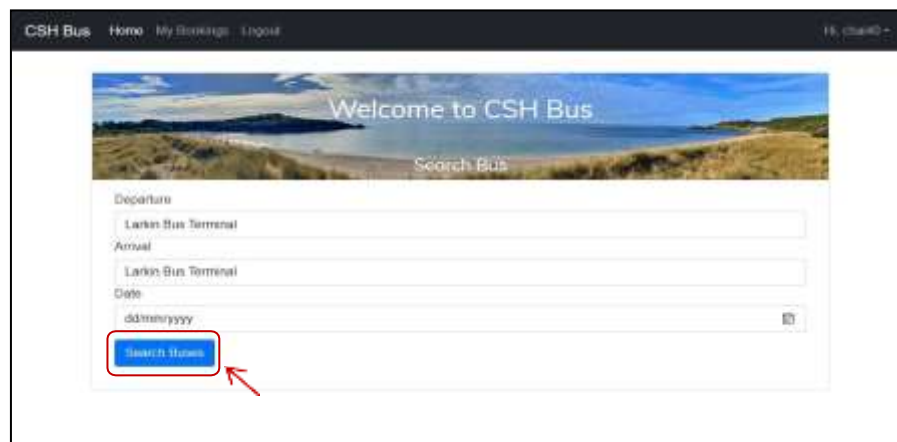 CSH Bus Home My Bookings Logout
Welcome to CSH Bus
Search Bus
Departure
Larkin Bus Terminal
Arrival
Larkin Bus Terminal
Date
dd/mm/yyyy
Search Buses